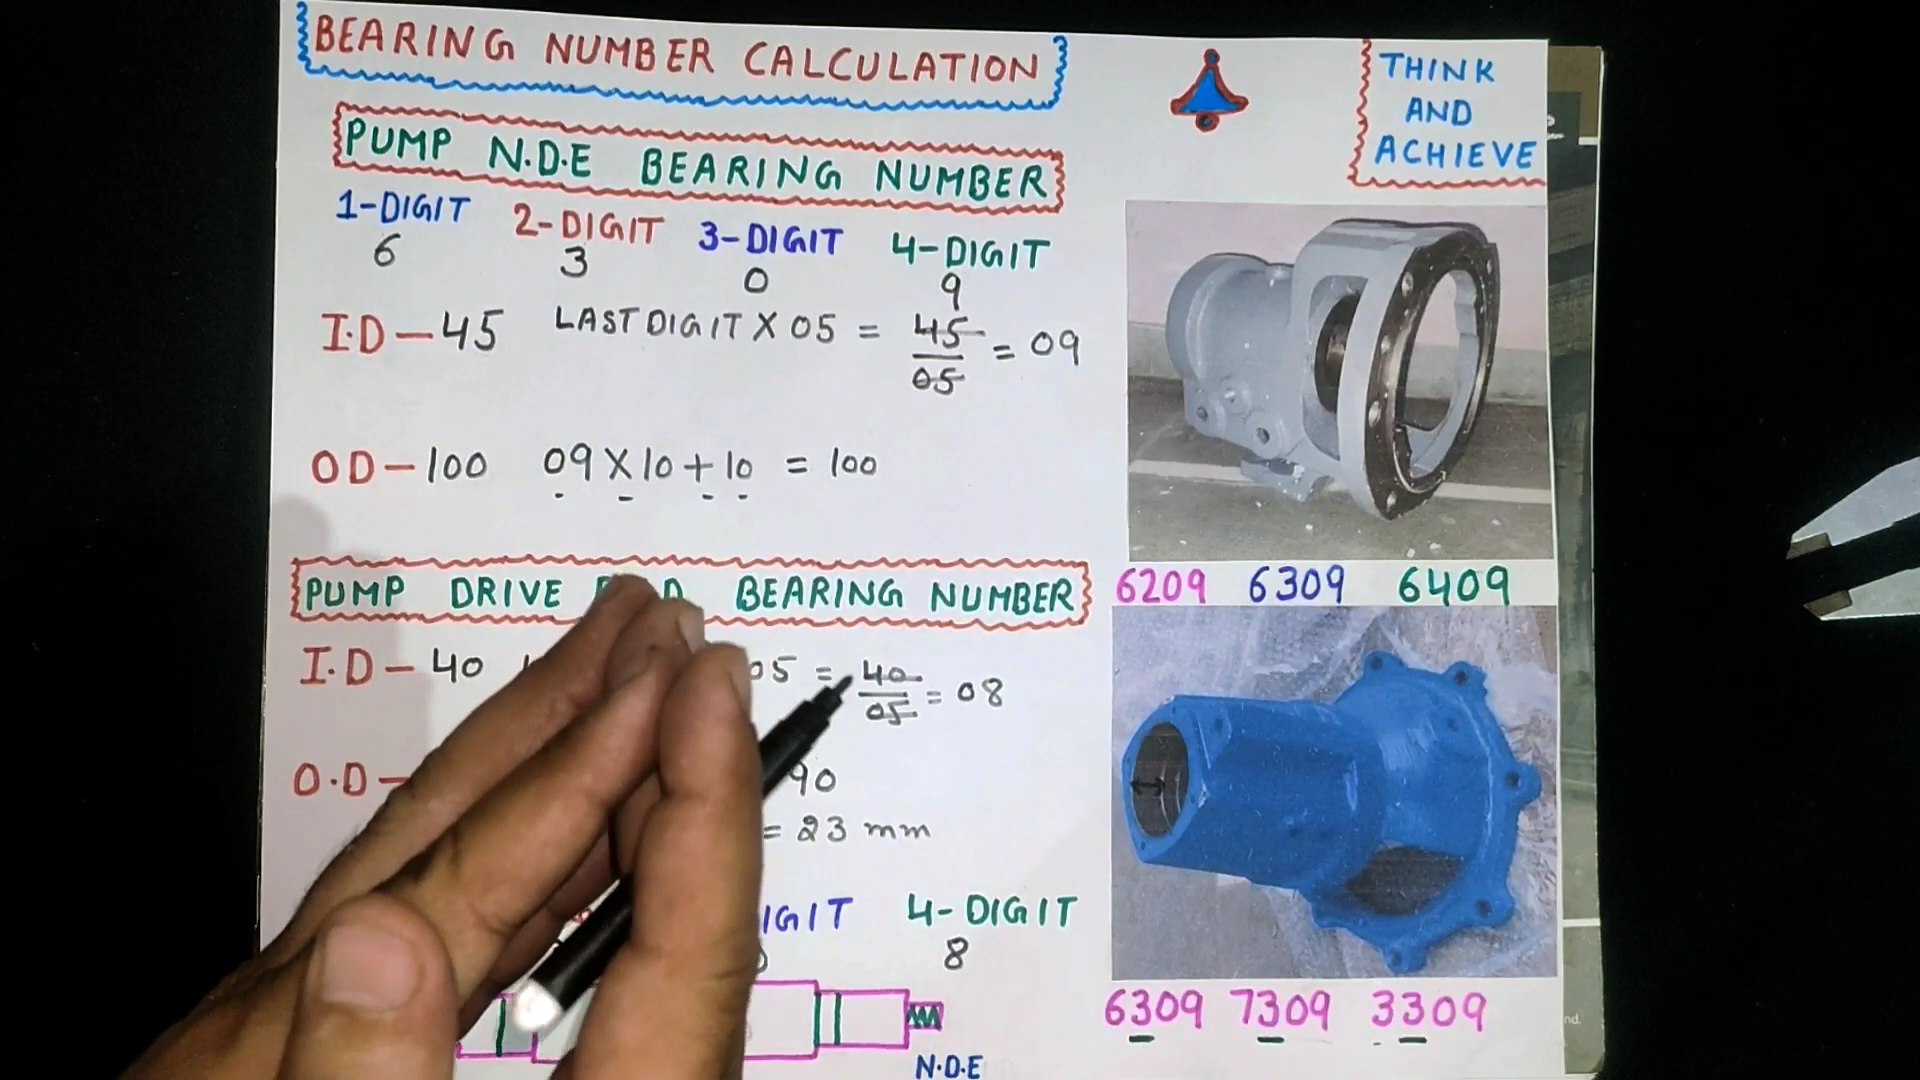 BEARING NUMBER CALCULATION
THINK
AND
ACHIEVE
PUMP N.D.E BEARING NUMBER
1-DIGIT 2-DIGIT 3-DIGIT 4-DIGIT
6 3 0 9
I.D-45 LAST DIGIT X 05 = 45/05 = 09
OD-100 09 X 10 + 10 = 100
6209 6309 6409
PUMP DRIVE BEARING NUMBER
I.D-40 05 = 40/05 = 08
O.D- 90
= 23 mm
IGIT 4-DIGIT
8
6309 7309 3309
N.D.E
nd.